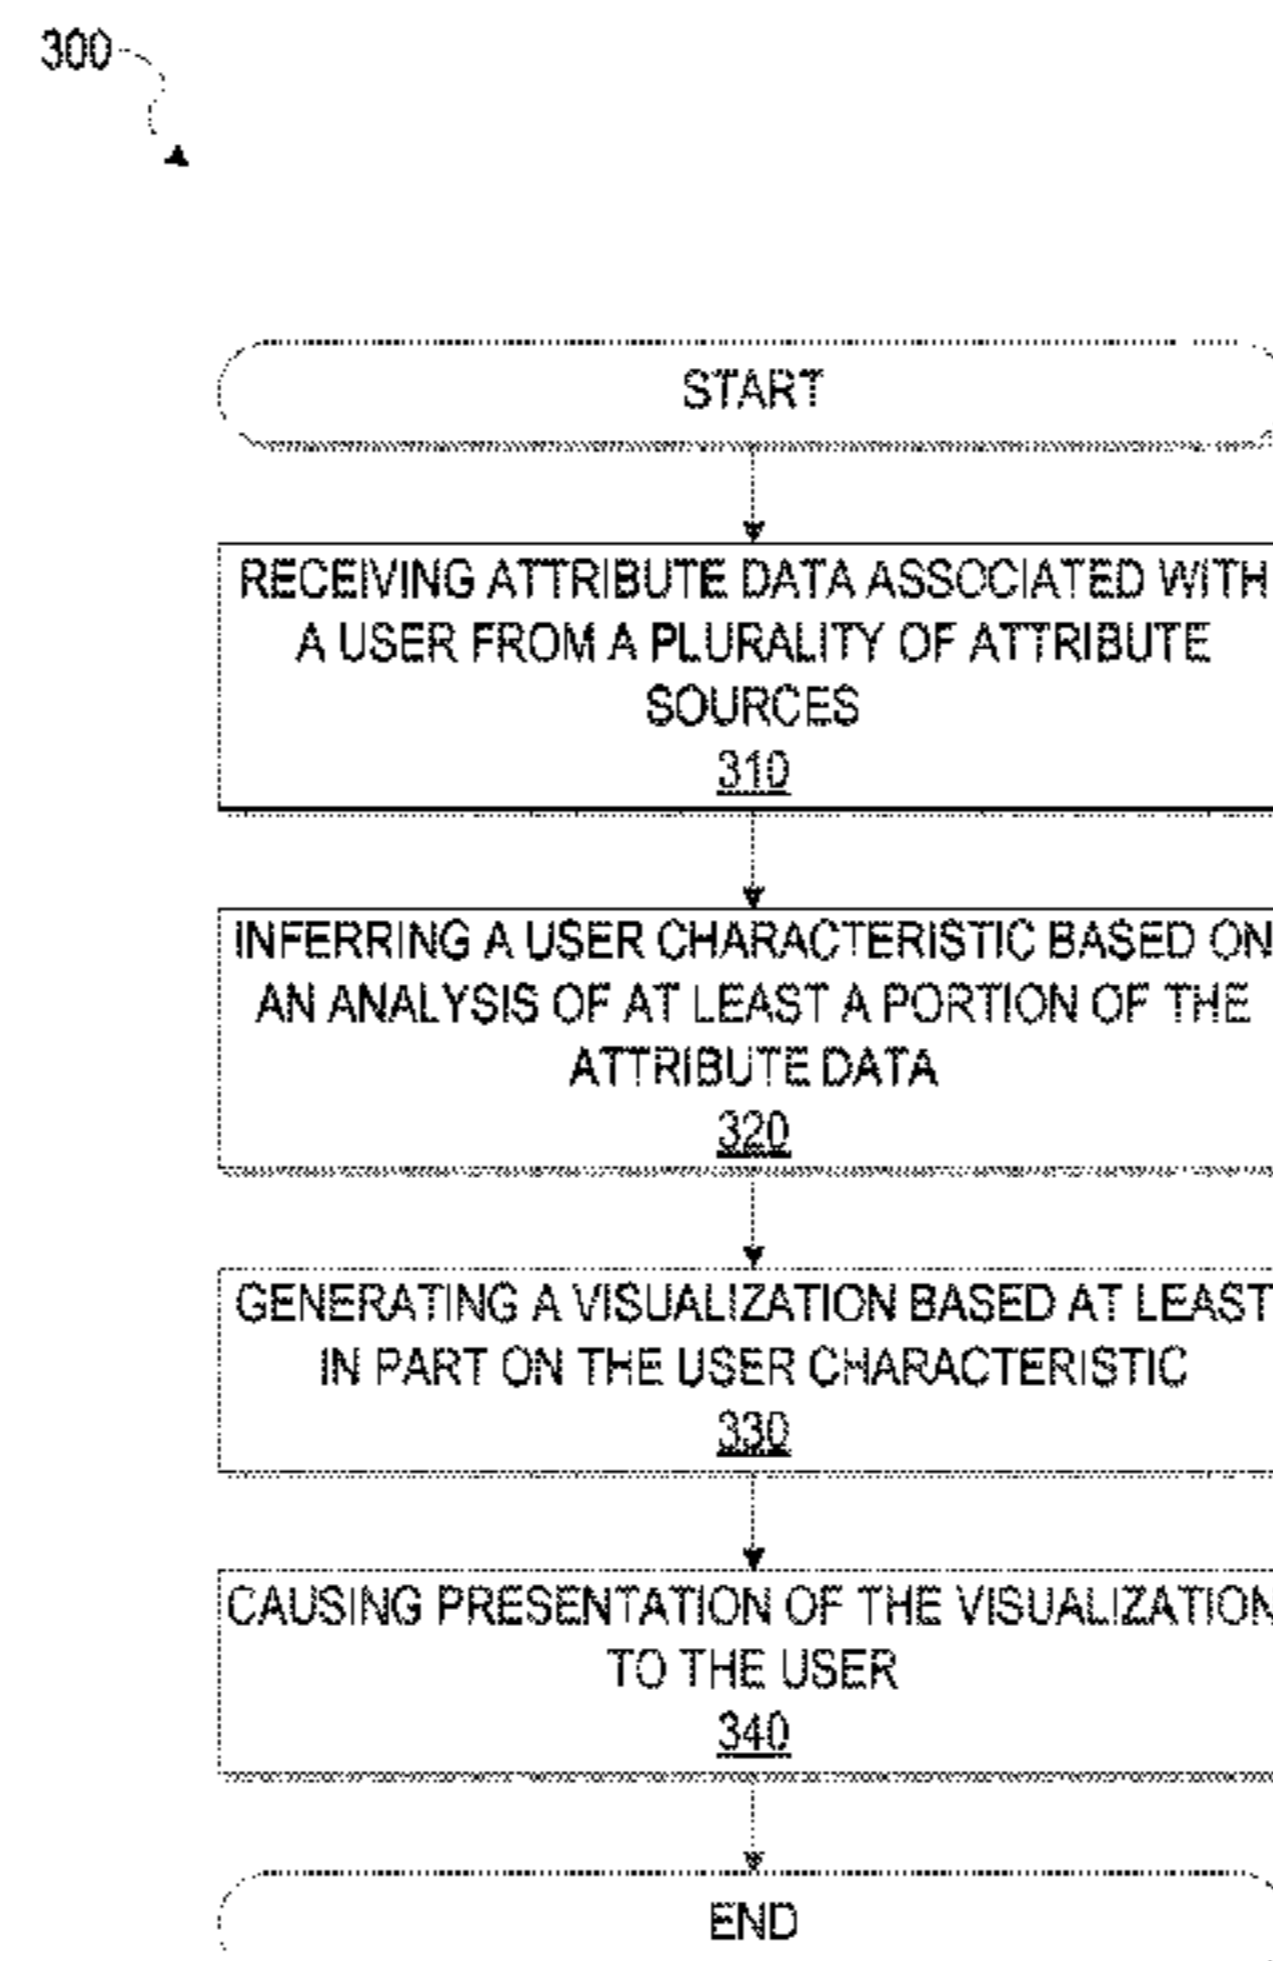 300
START
RECEIVING ATTRIBUTE DATA ASSOCIATED WITH
A USER FROM A PLURALITY OF ATTRIBUTE
SOURCES
310
INFERRING A USER CHARACTERISTIC BASED ON
AN ANALYSIS OF AT LEAST A PORTION OF THE
ATTRIBUTE DATA
320
GENERATING A VISUALIZATION BASED AT LEAST
IN PART ON THE USER CHARACTERISTIC
330
CAUSING PRESENTATION OF THE VISUALIZATION
TO THE USER
340
END